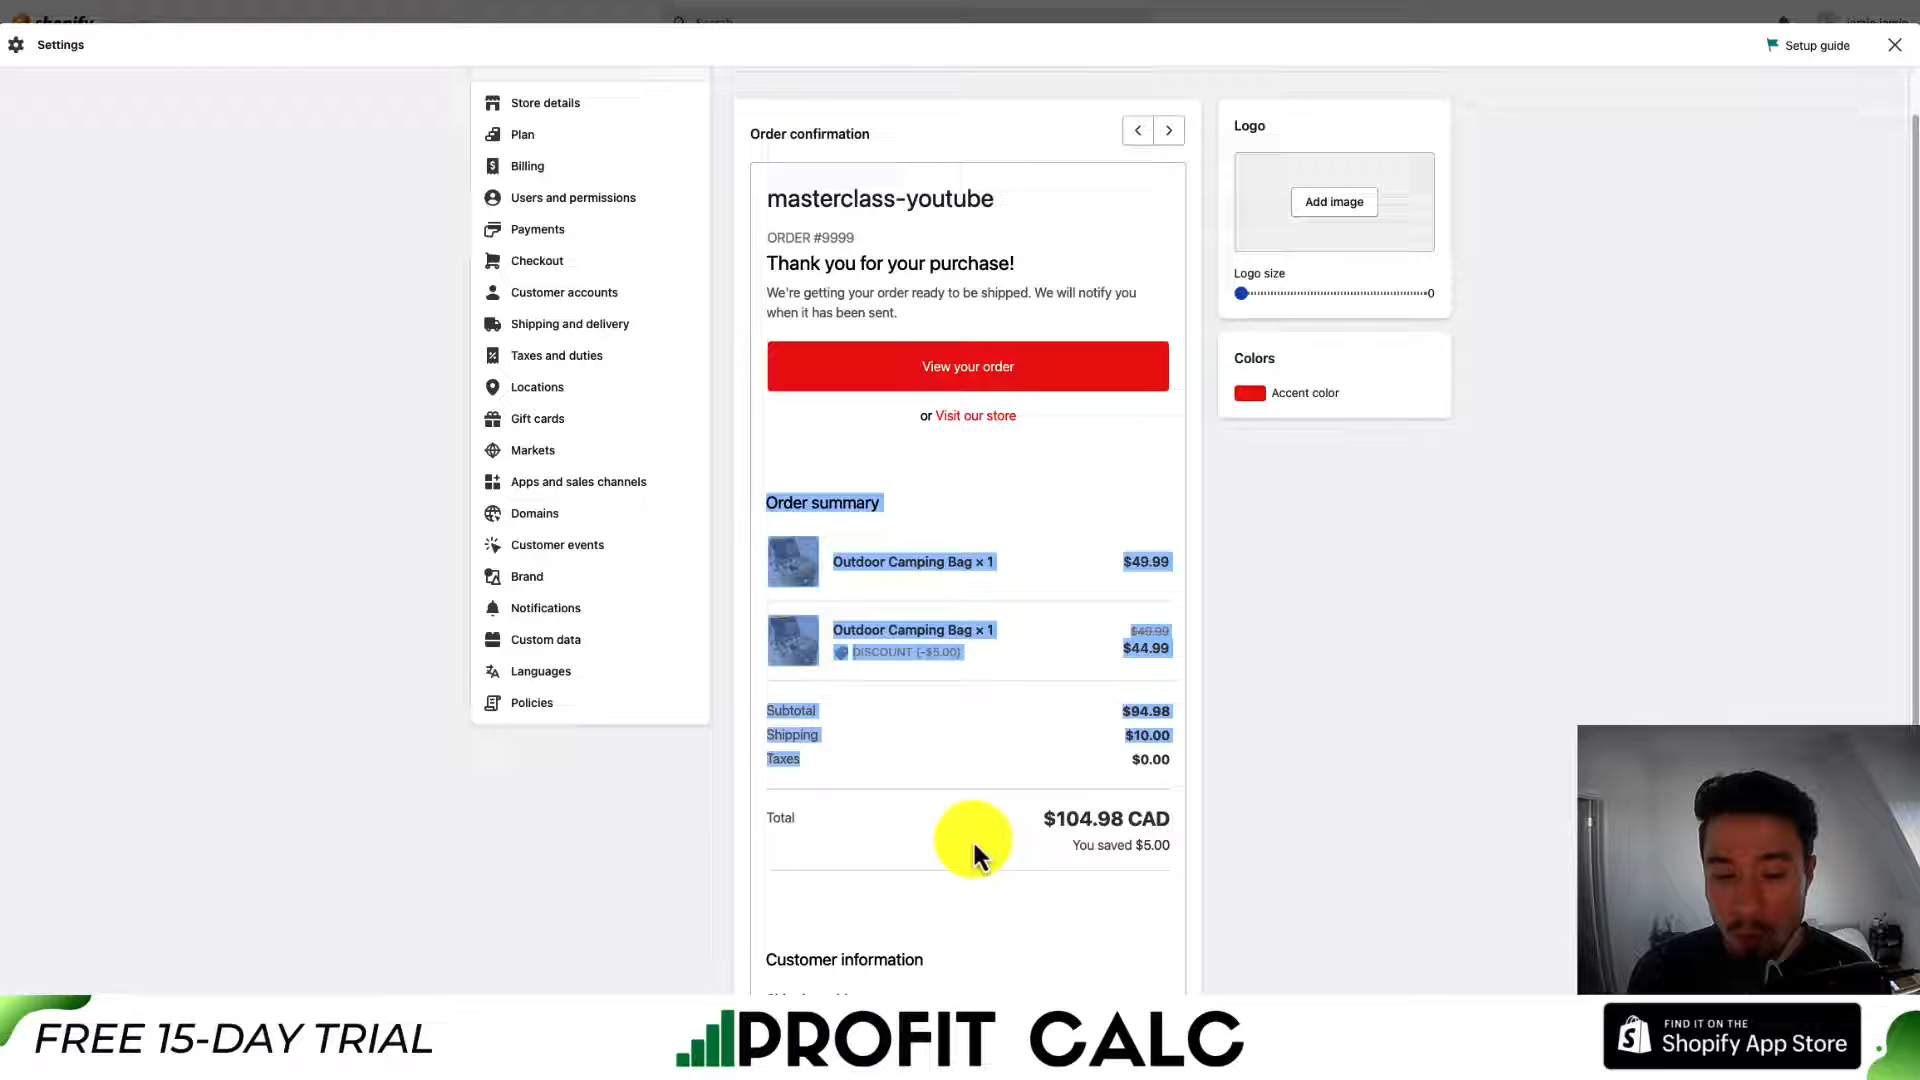 shopify
Search
Settings
Setup guide
Store details
Plan
Billing
Users and permissions
Payments
Checkout
Customer accounts
Shipping and delivery
Taxes and duties
Locations
Gift cards
Markets
Apps and sales channels
Domains
Customer events
Brand
Notifications
Custom data
Languages
Policies
Order confirmation
masterclass-youtube
ORDER #9999
Thank you for your purchase!
We're getting your order ready to be shipped. We will notify you
when it has been sent.
View your order
or Visit our store
Order summary
Outdoor Camping Bag × 1 $49.99
Outdoor Camping Bag × 1 $49.99
DISCOUNT (-$5.00) $44.99
Subtotal $94.98
Shipping $10.00
Taxes $0.00
Total $104.98 CAD
You saved $5.00
Customer information
Logo
Add image
Logo size
0
Colors
Accent color
FREE 15-DAY TRIAL
PROFIT CALC
FIND IT ON THE
Shopify App Store